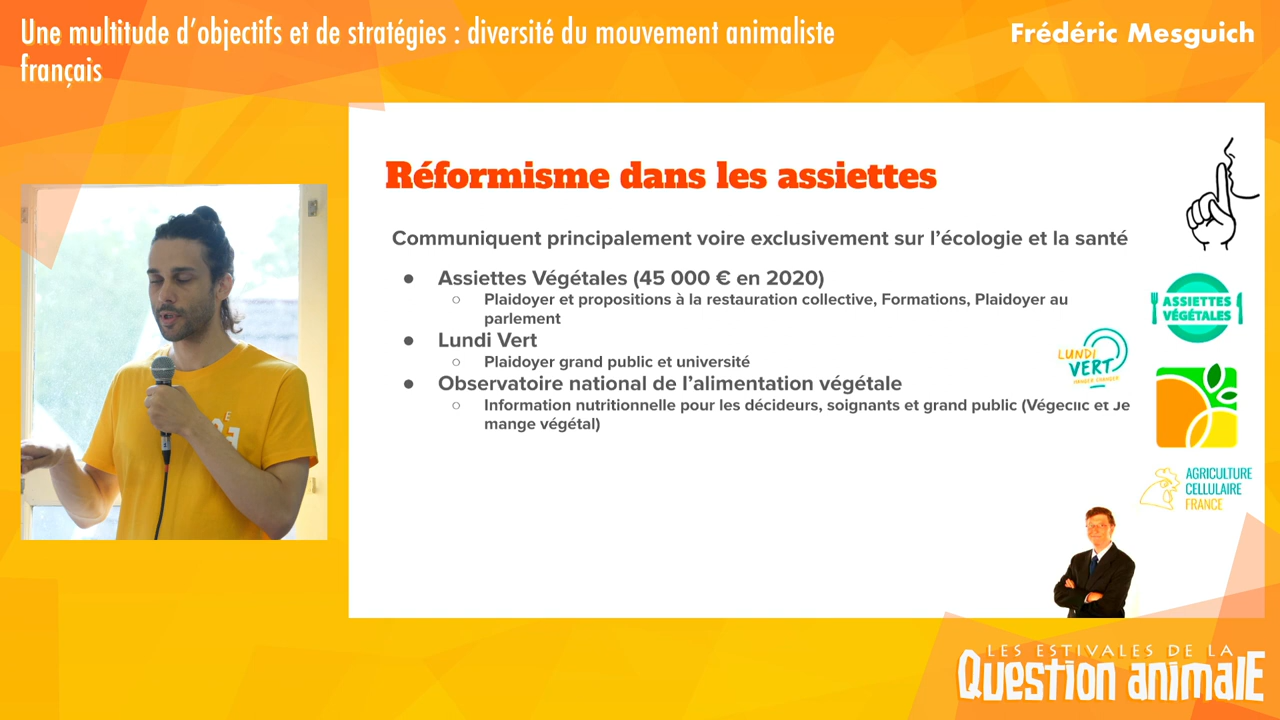 Une multitude d'objectifs et de stratégies : diversité du mouvement animaliste
français
Frédéric Mesguich
Réformisme dans les assiettes
Communiquent principalement voire exclusivement sur l'écologie et la santé
● Assiettes Végétales (45 000 € en 2020)
○ Plaidoyer et propositions à la restauration collective, Formations, Plaidoyer au
parlement
● Lundi Vert
○ Plaidoyer grand public et université
● Observatoire national de l'alimentation végétale
○ Information nutritionnelle pour les décideurs, soignants et grand public (Végéclic et Je
mange végétal)
ASSIETTES
VÉGÉTALES
LUNDI
VERT
AGRICULTURE
CELLULAIRE
FRANCE
LES ESTIVALES DE LA
QUESTION ANIMALE